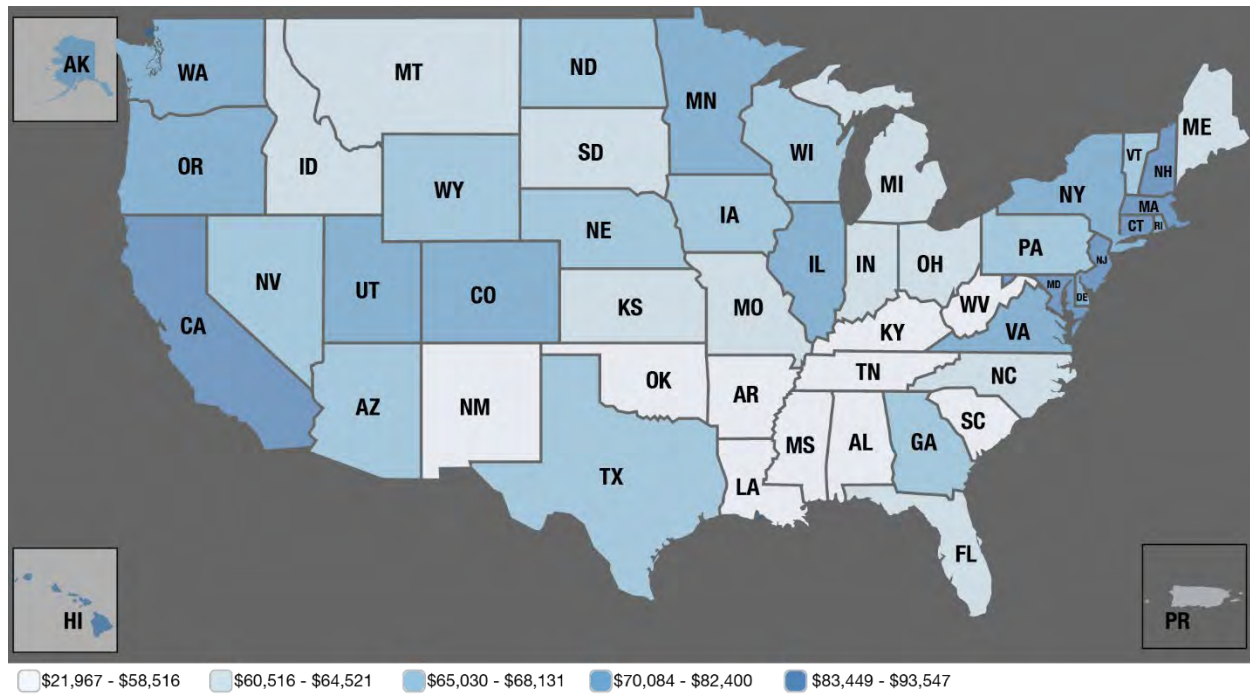 AK
WA
MT
ND
MN
ME
OR
ID
SD
WI
VT
NH
WY
MI
NY
MA
CT
RI
NE
IA
PA
NV
UT
CO
IL
IN
OH
NJ
CA
KS
MO
WV
MD
DE
KY
VA
AZ
NM
OK
AR
TN
NC
TX
MS
AL
GA
SC
LA
FL
HI
PR
$21,967 - $58,516 $60,516 - $64,521 $65,030 - $68,131 $70,084 - $82,400 $83,449 - $93,547